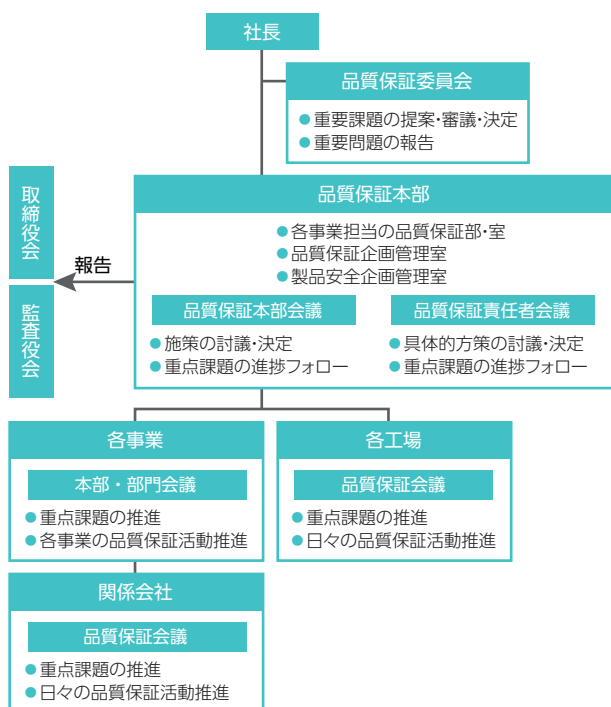 社長
品質保証委員会
●重要課題の提案・審議・決定
●重要問題の報告
取締役会
監査役会
報告
品質保証本部
●各事業担当の品質保証部・室
●品質保証企画管理室
●製品安全企画管理室
品質保証本部会議
●施策の討議・決定
●重点課題の進捗フォロー
品質保証責任者会議
●具体的方策の討議・決定
●重点課題の進捗フォロー
各事業
本部・部門会議
●重点課題の推進
●各事業の品質保証活動推進
各工場
品質保証会議
●重点課題の推進
●日々の品質保証活動推進
関係会社
品質保証会議
●重点課題の推進
●日々の品質保証活動推進